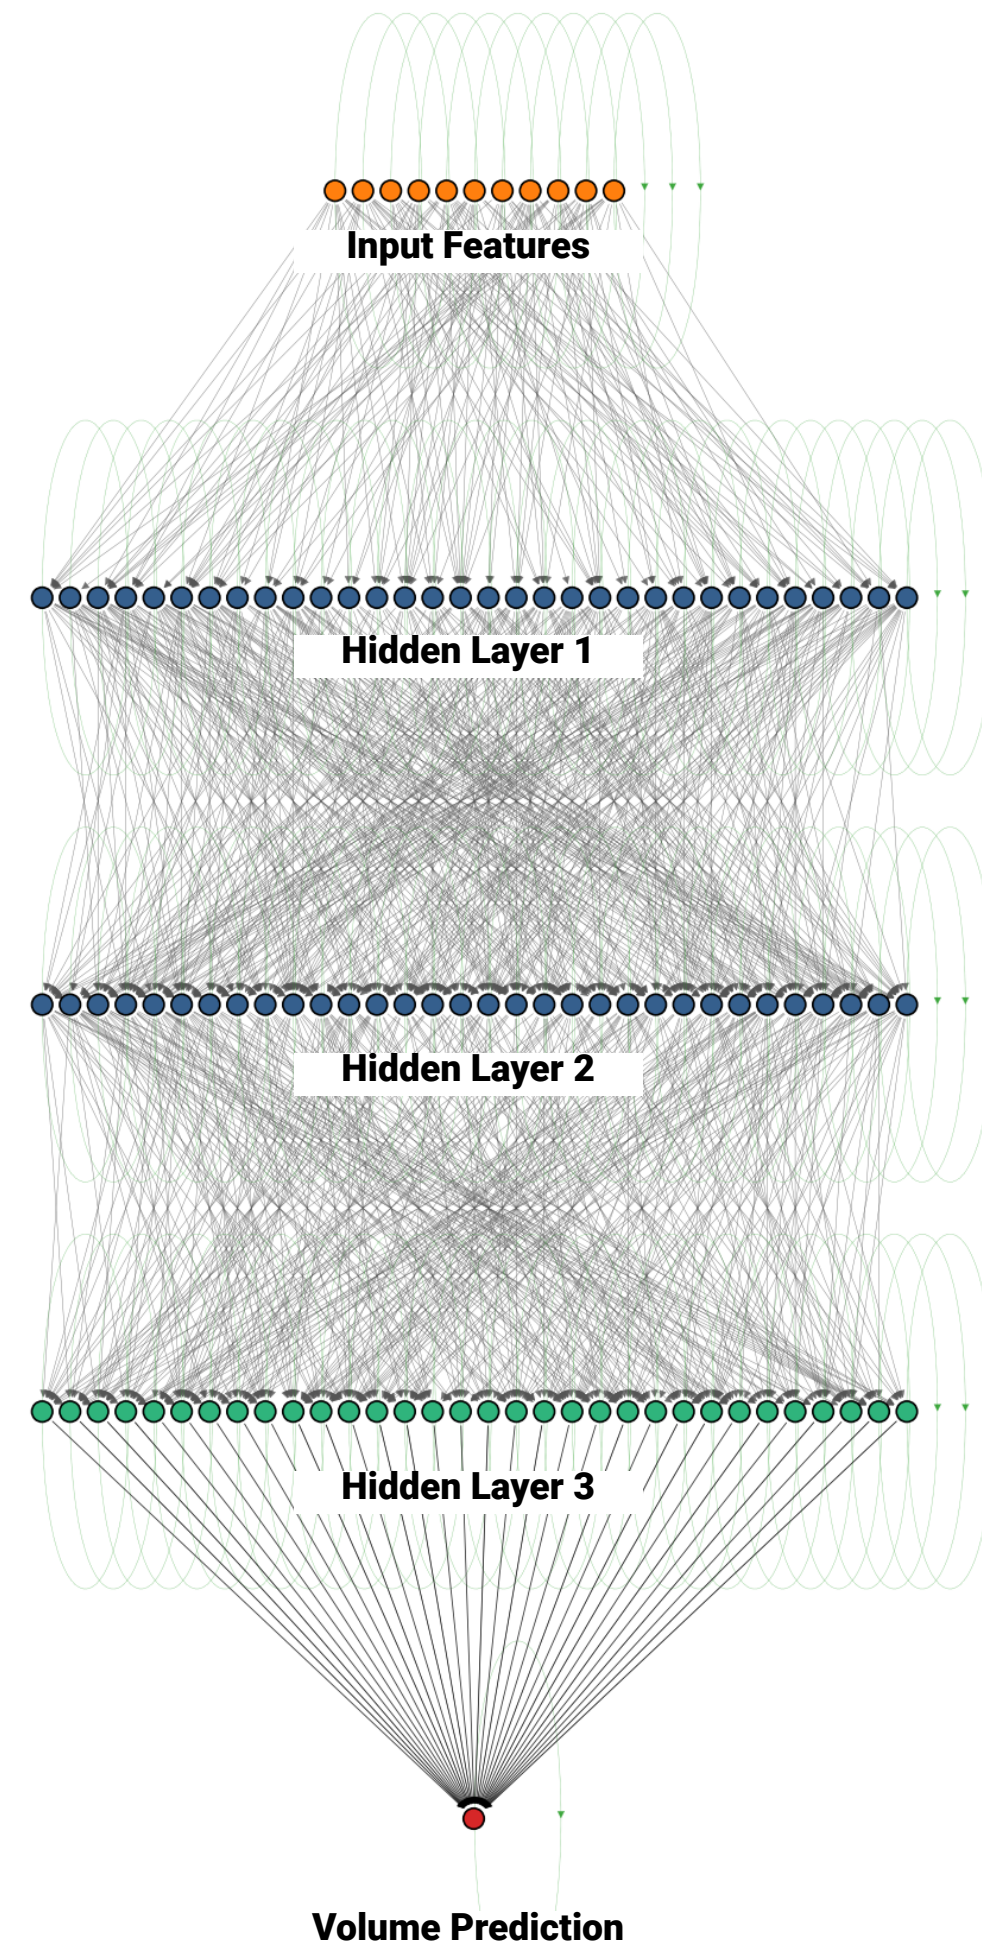 Input Features
Hidden Layer 1
Hidden Layer 2
Hidden Layer 3
Volume Prediction